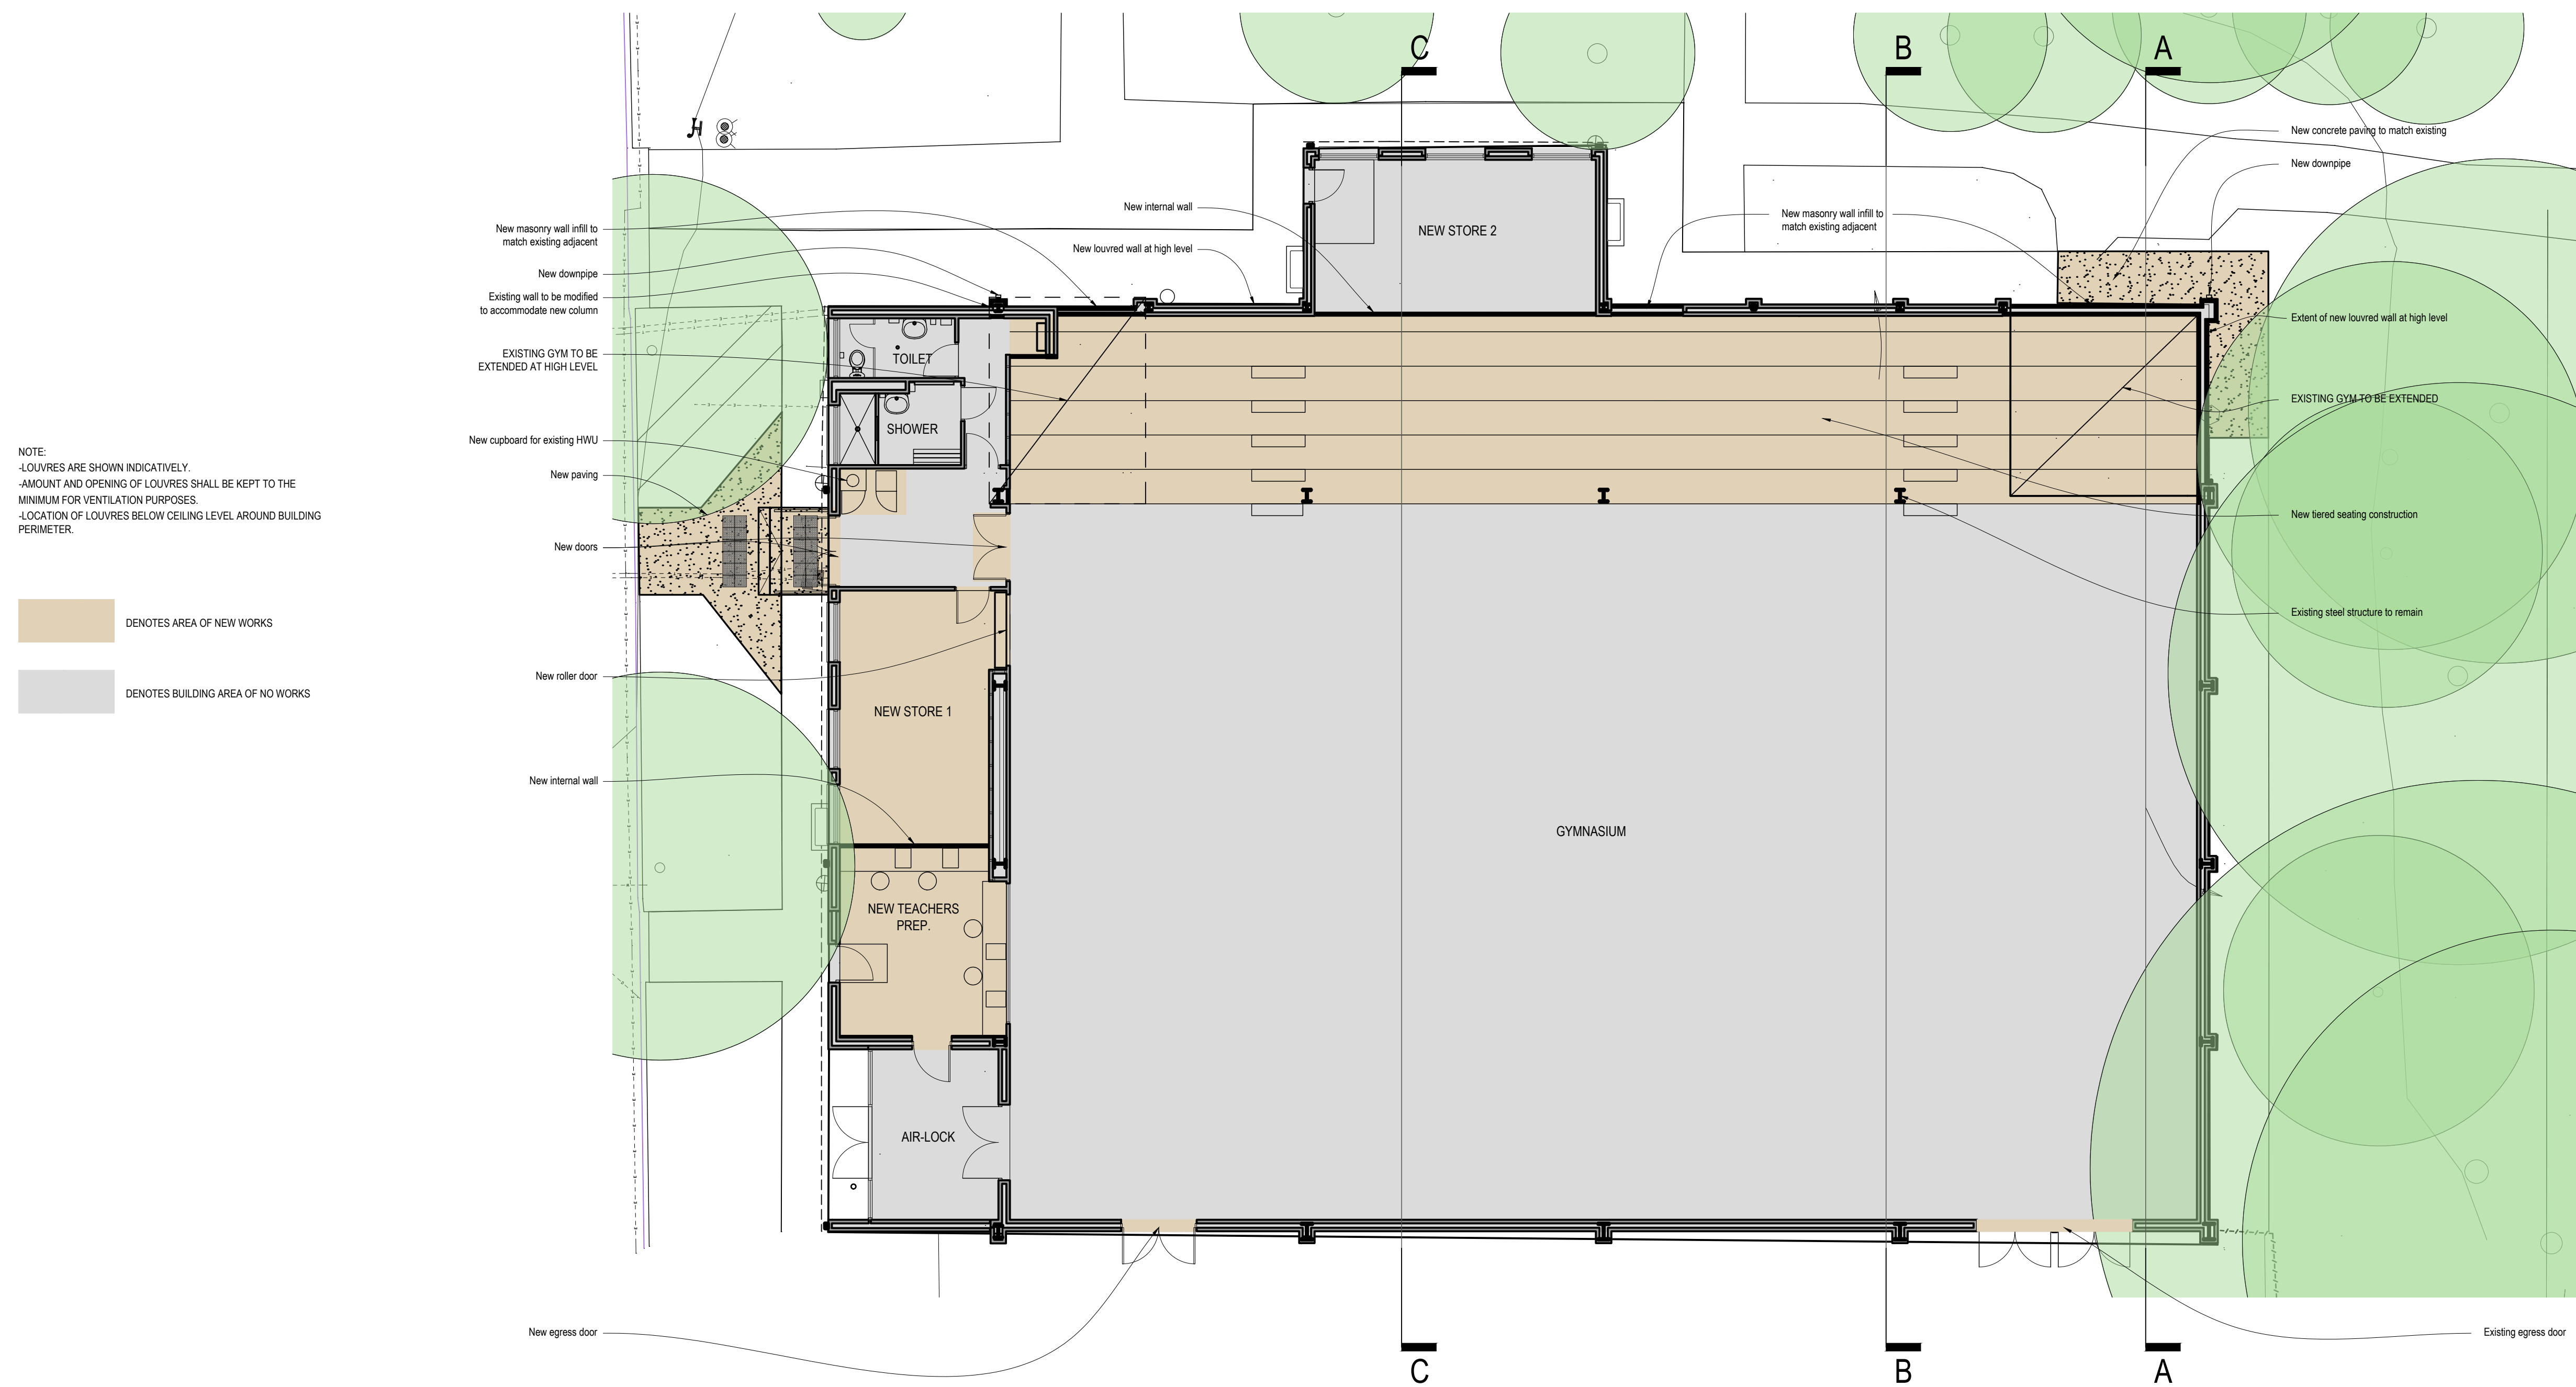 C
B
A
New concrete paving to match existing
New downpipe
New internal wall
NEW STORE 2
New masonry wall infill to
match existing adjacent
New masonry wall infill to
match existing adjacent
New louvred wall at high level
New downpipe
Existing wall to be modified
to accommodate new column
Extent of new louvred wall at high level
EXISTING GYM TO BE
EXTENDED AT HIGH LEVEL
TOILET
EXISTING GYM TO BE EXTENDED
SHOWER
New cupboard for existing HWU
NOTE:
-LOUVRES ARE SHOWN INDICATIVELY.
-AMOUNT AND OPENING OF LOUVRES SHALL BE KEPT TO THE
MINIMUM FOR VENTILATION PURPOSES.
-LOCATION OF LOUVRES BELOW CEILING LEVEL AROUND BUILDING
PERIMETER.
New paving
New tiered seating construction
New doors
Existing steel structure to remain
DENOTES AREA OF NEW WORKS
New roller door
DENOTES BUILDING AREA OF NO WORKS
NEW STORE 1
New internal wall
GYMNASIUM
NEW TEACHERS
PREP.
AIR-LOCK
New egress door
Existing egress door
C
B
A